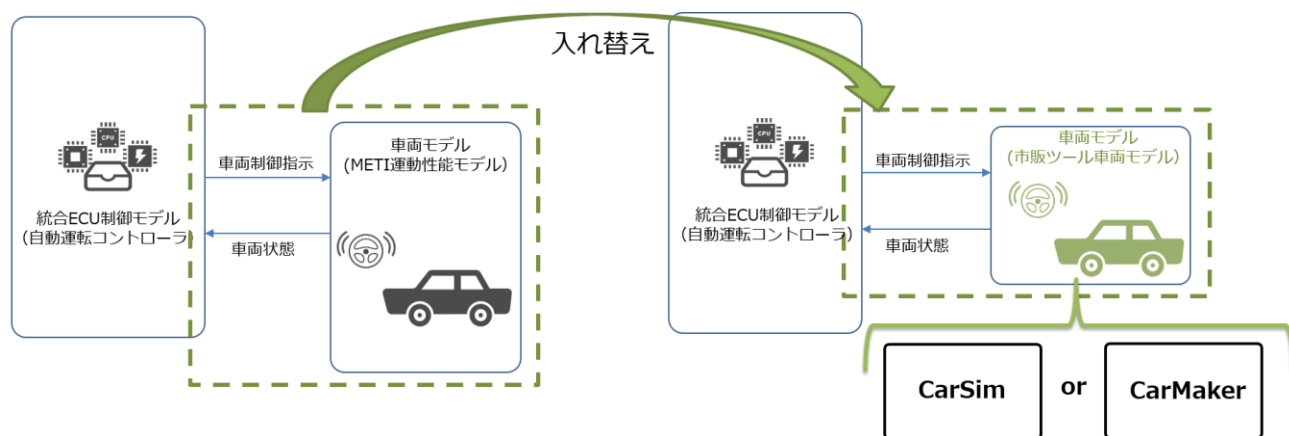 入れ替え
CPU
統合ECU制御モデル
(自動運転コントローラ)
車両制御指示
車両状態
車両モデル
(METI運動性能モデル)
CPU
統合ECU制御モデル
(自動運転コントローラ)
車両制御指示
車両状態
車両モデル
(市販ツール車両モデル)
CarSim or CarMaker